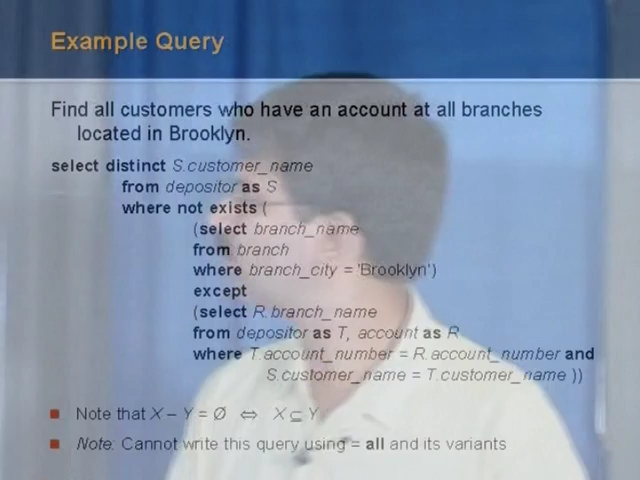 Example Query
Find all customers who have an account at all branches
located in Brooklyn.
select distinct S.customer_name
from depositor as S
where not exists (
(select branch_name
from branch
where branch_city = 'Brooklyn')
except
(select R.branch_name
from depositor as T, account as R
where T.account_number = R.account_number and
S.customer_name = T.customer_name ))
Note that X – Y = Ø ⇔ X ⊆ Y
Note: Cannot write this query using = all and its variants